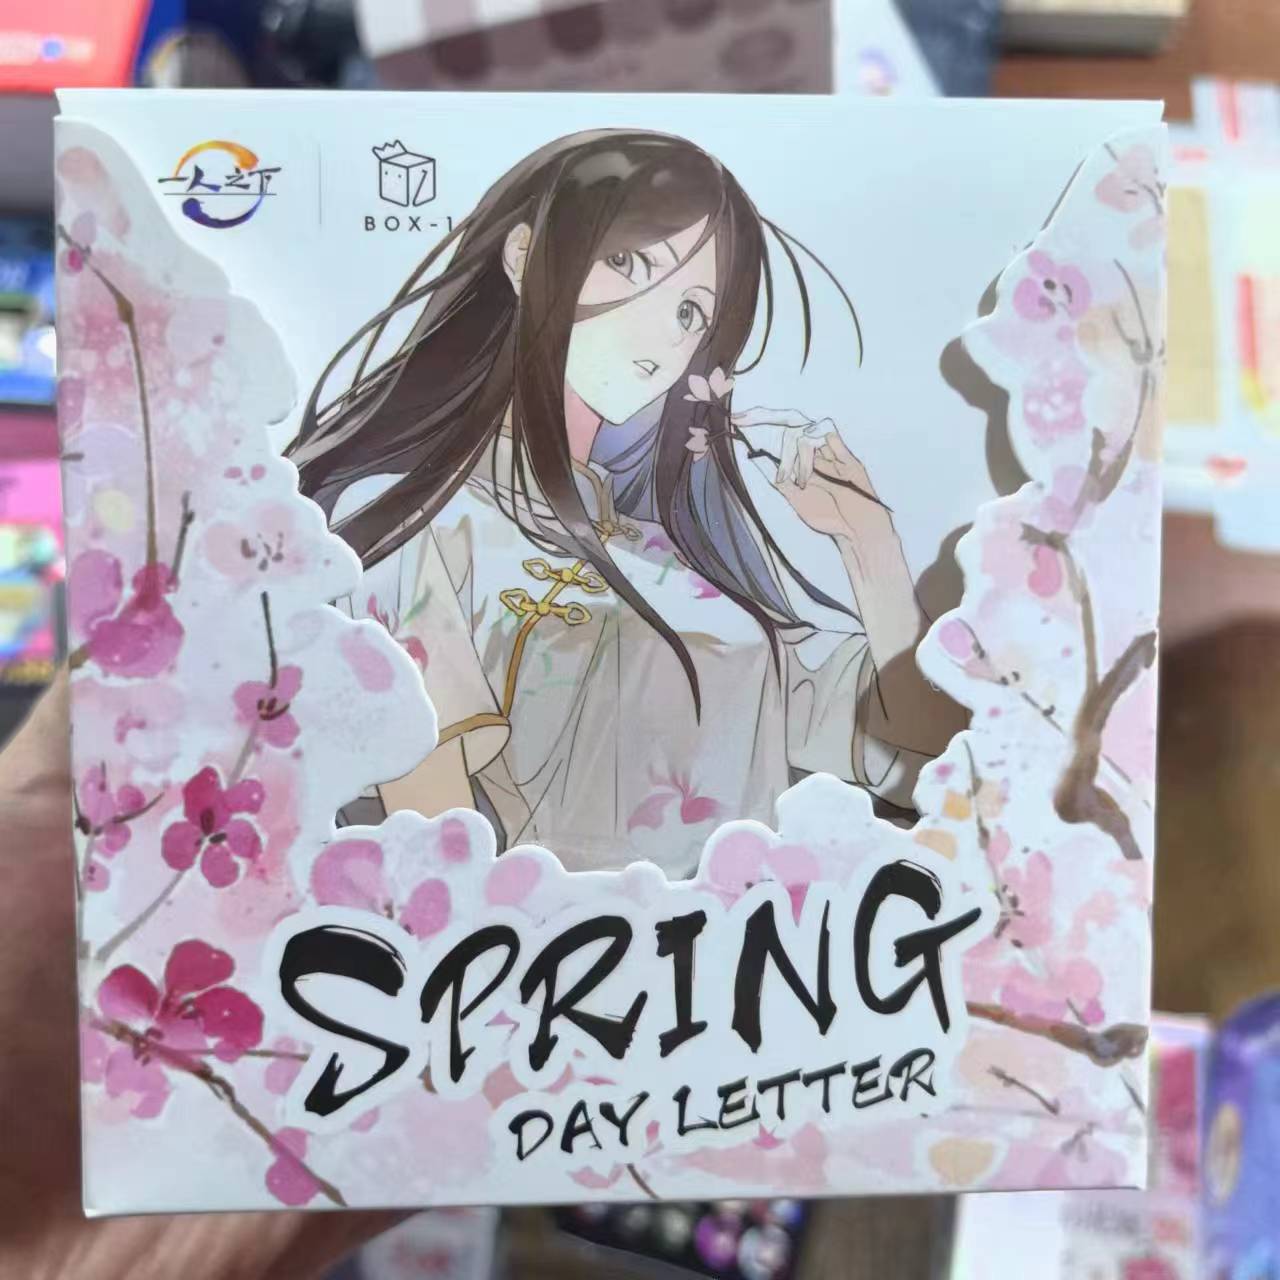 一人之下
BOX-1
SPRING
DAY LETTER